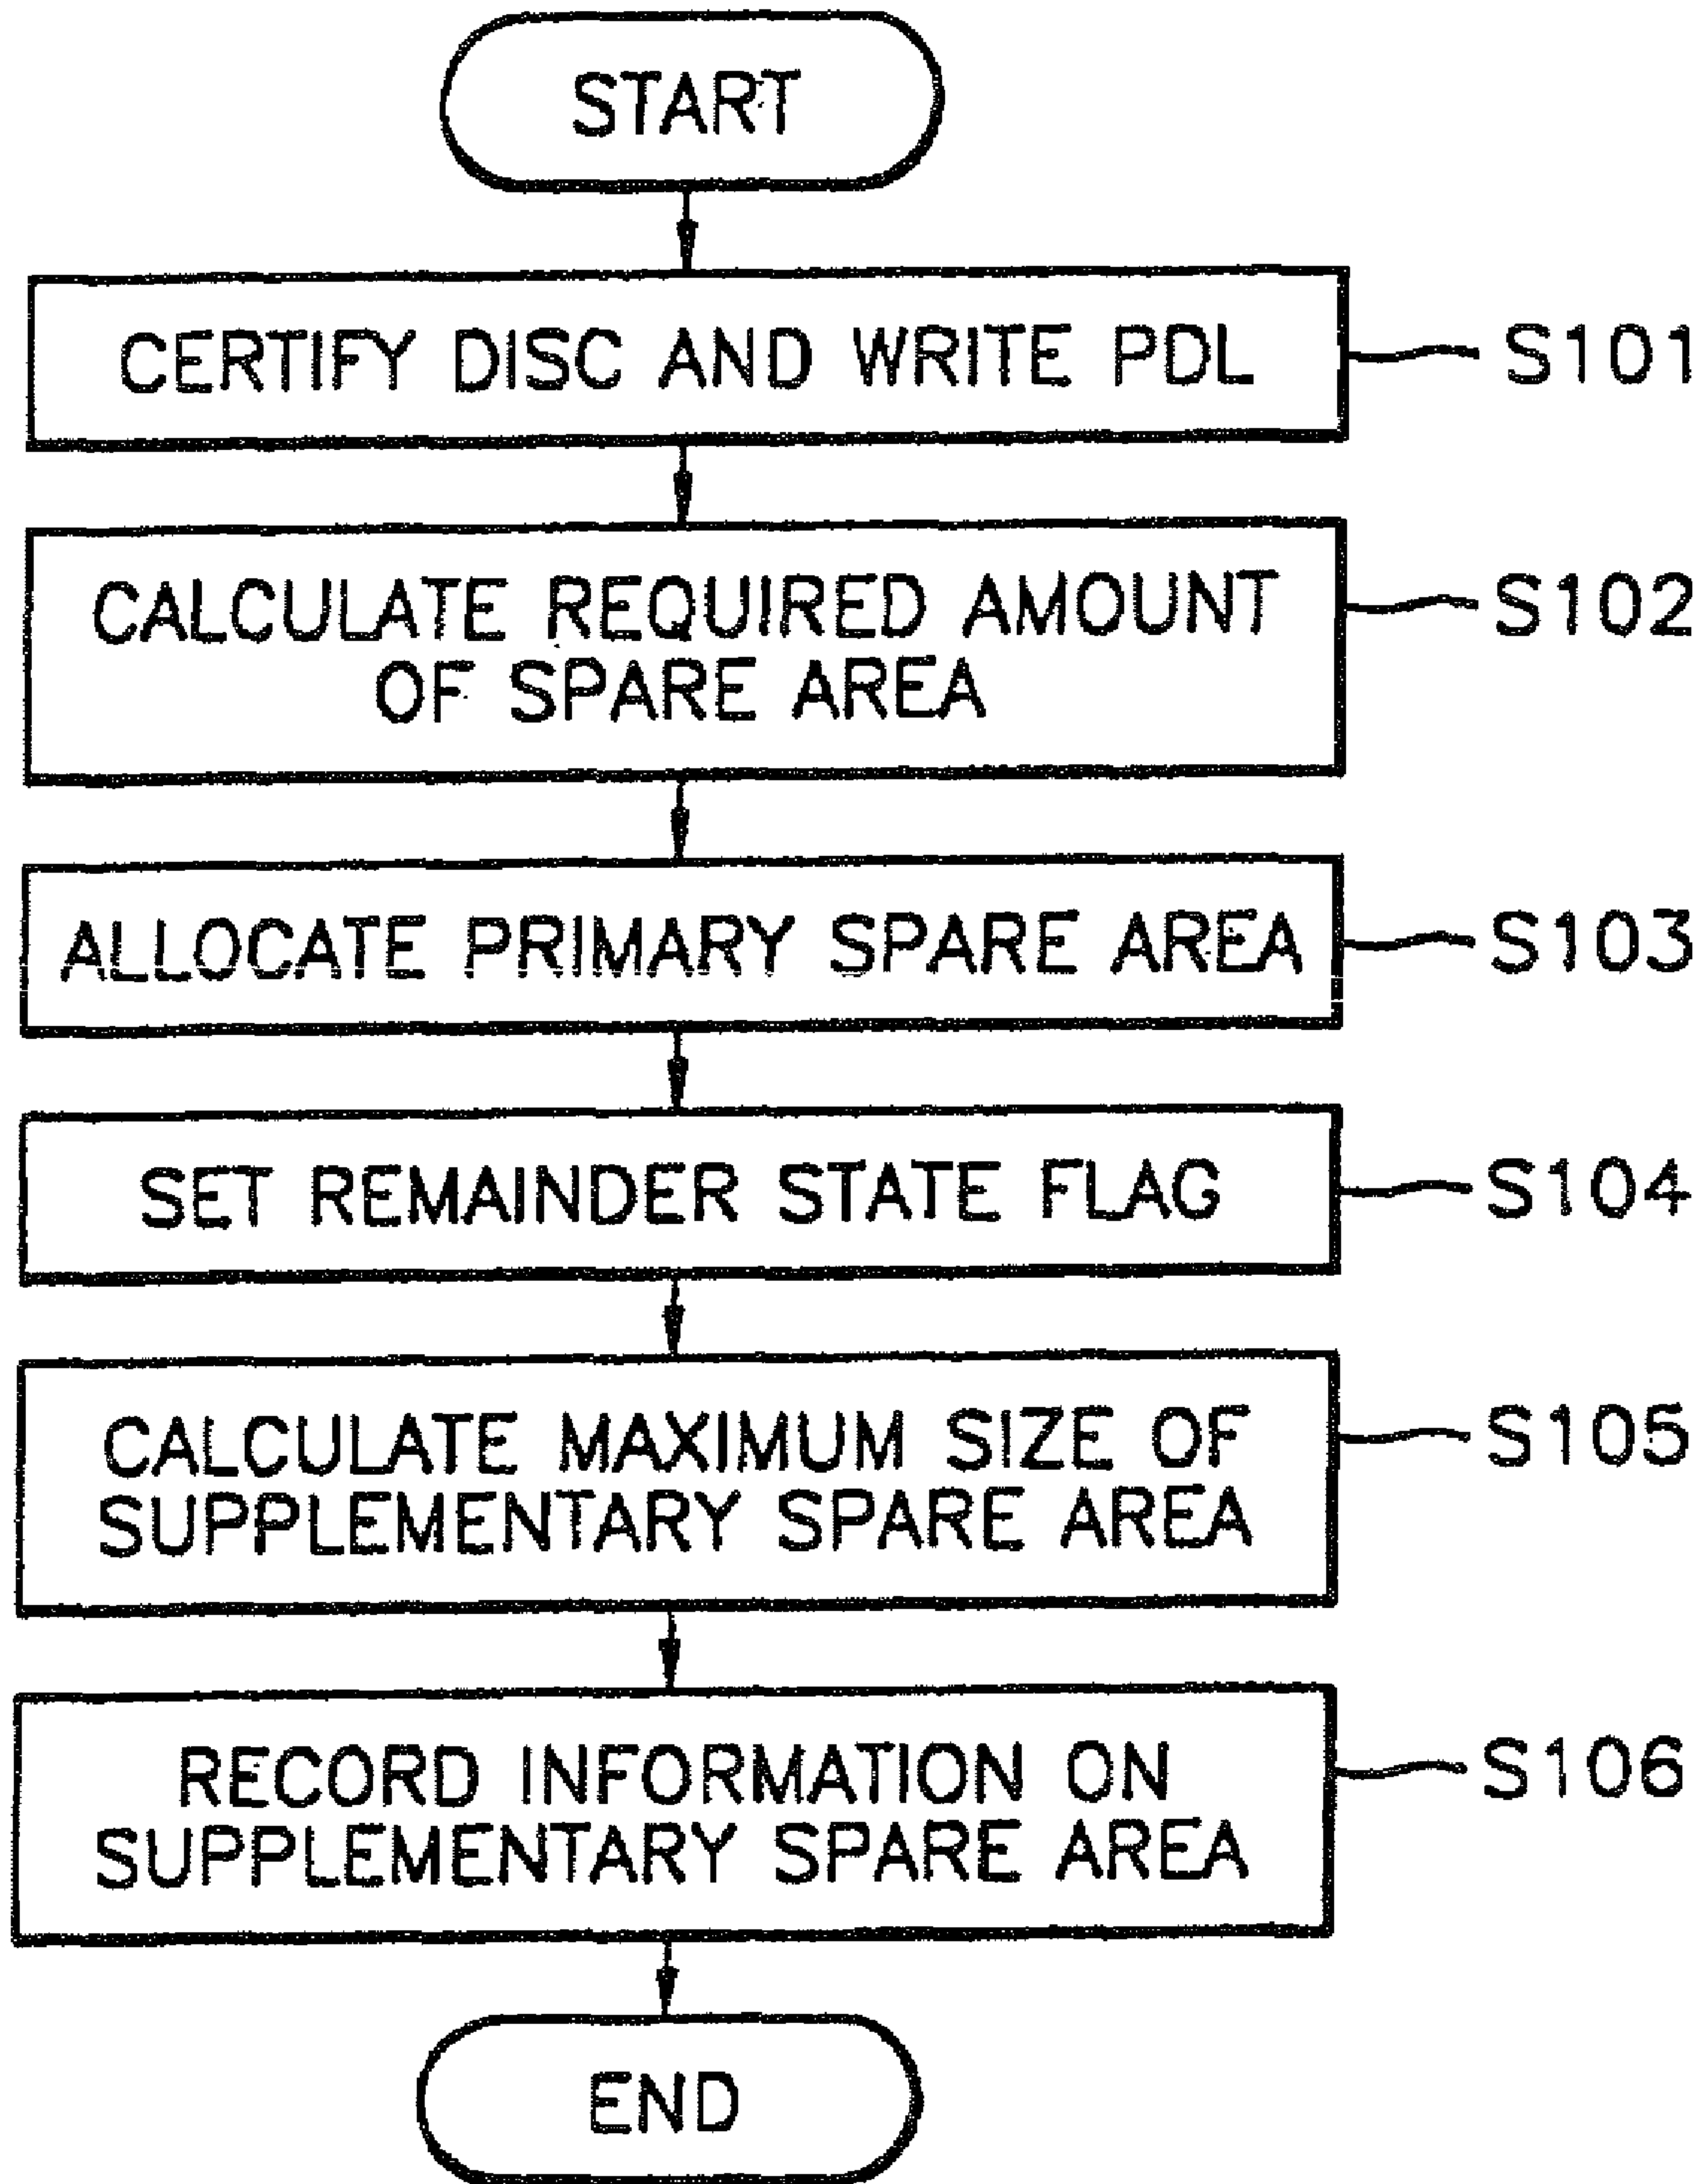 START
CERTIFY DISC AND WRITE PDL
S101
CALCULATE REQUIRED AMOUNT
OF SPARE AREA
S102
ALLOCATE PRIMARY SPARE AREA
S103
SET REMAINDER STATE FLAG
S104
CALCULATE MAXIMUM SIZE OF
SUPPLEMENTARY SPARE AREA
S105
RECORD INFORMATION ON
SUPPLEMENTARY SPARE AREA
S106
END